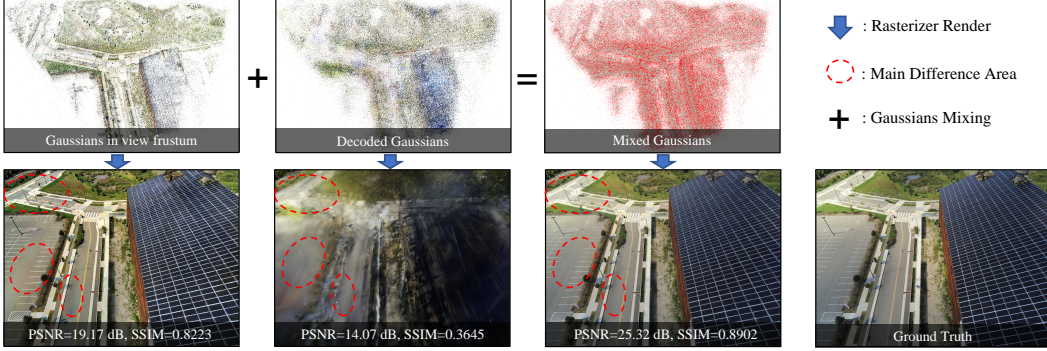 Gaussians in view frustum
+
Decoded Gaussians
=
Mixed Gaussians
: Rasterizer Render
: Main Difference Area
+ : Gaussians Mixing
PSNR=19.17 dB, SSIM=0.8223
PSNR=14.07 dB, SSIM=0.3645
PSNR=25.32 dB, SSIM=0.8902
Ground Truth